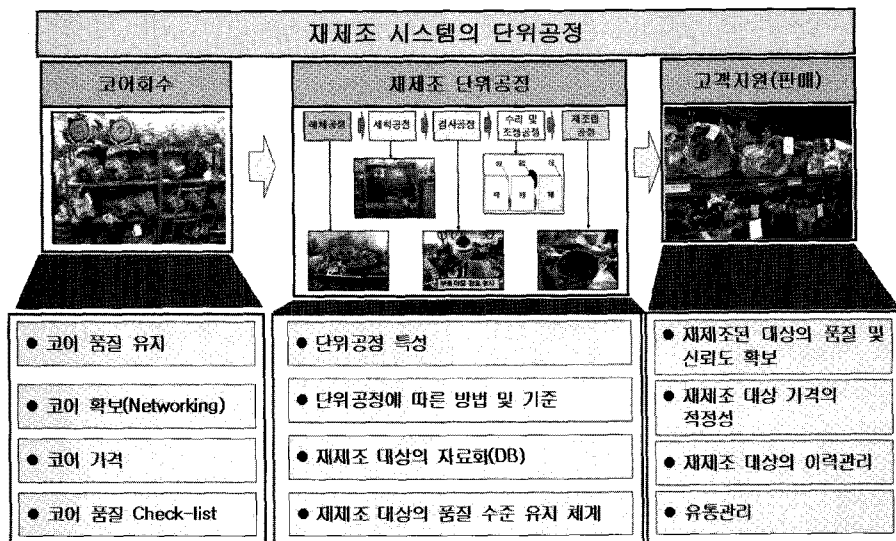 재제조 시스템의 단위공정
코어회수
재제조 단위공정
고객지원(판매)
해체공정
세척공정
검사공정
수리 및
조정공정
재조립
공정
● 코어 품질 유지
● 코어 확보(Networking)
● 코어 가격
● 코어 품질 Check-list
● 단위공정 특성
● 단위공정에 따른 방법 및 기준
● 재제조 대상의 자료화(DB)
● 재제조 대상의 품질 수준 유지 체계
● 재제조된 대상의 품질 및
신뢰도 확보
● 재제조 대상 가격의
적정성
● 재제조 대상의 이력관리
● 유통관리